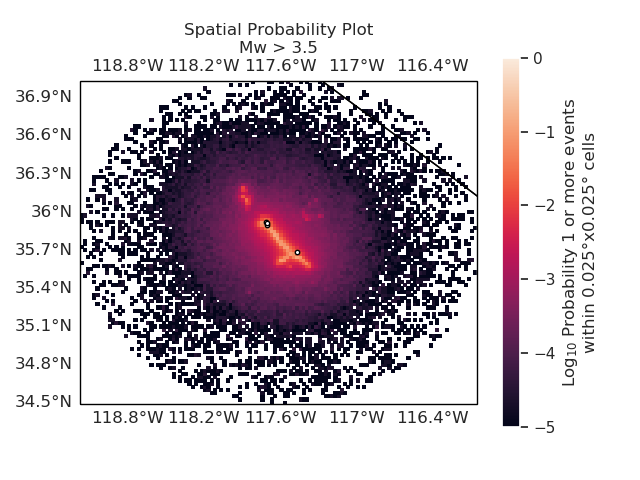 Spatial Probability Plot
Mw > 3.5
118.8°W 118.2°W 117.6°W 117°W 116.4°W
36.9°N
36.6°N
36.3°N
36°N
35.7°N
35.4°N
35.1°N
34.8°N
34.5°N
118.8°W 118.2°W 117.6°W 117°W 116.4°W
0
−1
−2
−3
−4
−5
Log₁₀ Probability 1 or more events
within 0.025°x0.025° cells